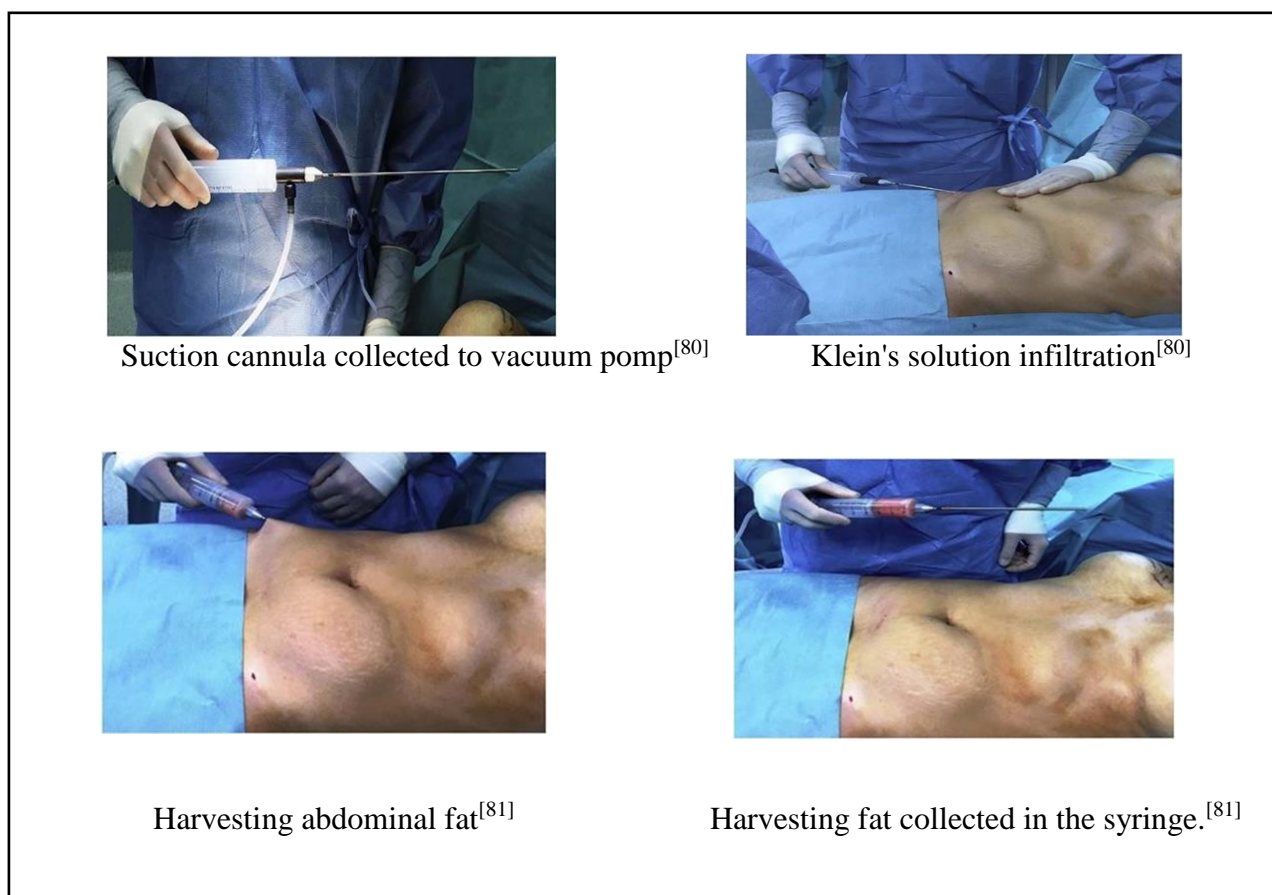 Suction cannula collected to vacuum pomp[80]
Klein's solution infiltration[80]
Harvesting abdominal fat[81]
Harvesting fat collected in the syringe.[81]